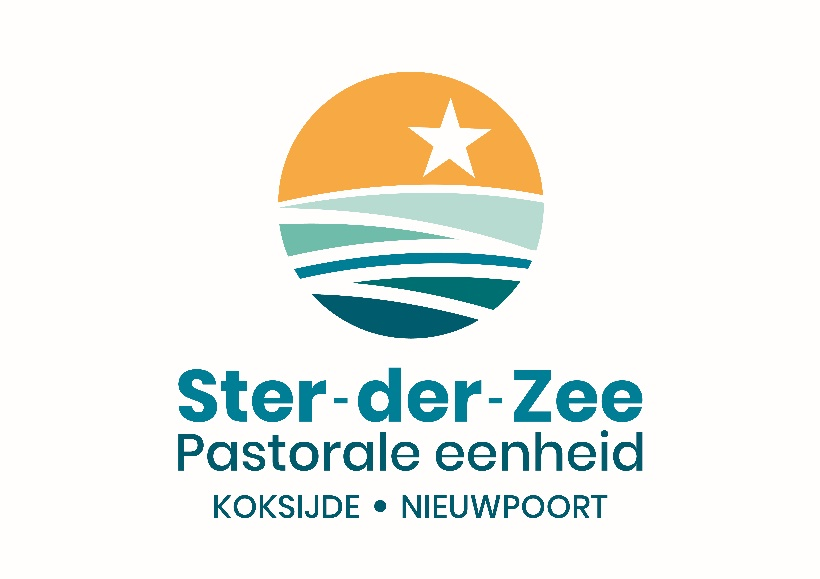 Ster-der-Zee
Pastorale eenheid
KOKSIJDE • NIEUWPOORT